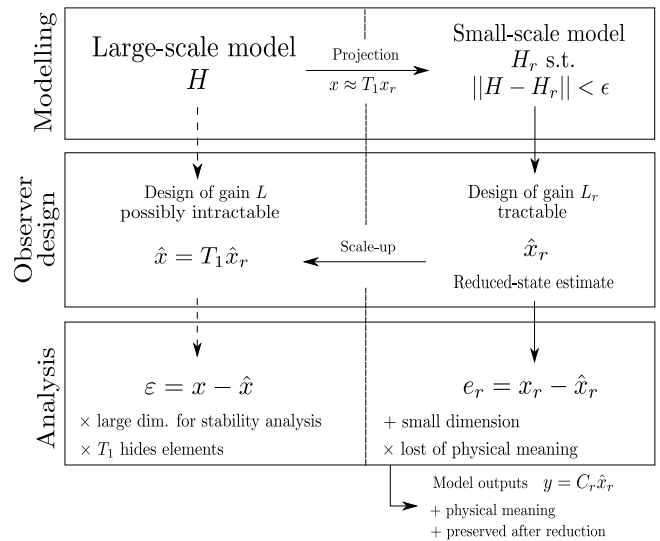 Modelling
Large-scale model
H
Projection
x ≈ T₁xᵣ
Small-scale model
Hᵣ s.t.
||H − Hᵣ|| < ϵ
Observer
design
Design of gain L
possibly intractable
x̂ = T₁x̂ᵣ
Scale-up
Design of gain Lᵣ
tractable
x̂ᵣ
Reduced-state estimate
Analysis
ε = x − x̂
× large dim. for stability analysis
× T₁ hides elements
eᵣ = xᵣ − x̂ᵣ
+ small dimension
× lost of physical meaning
Model outputs y = Cᵣx̂ᵣ
+ physical meaning
+ preserved after reduction